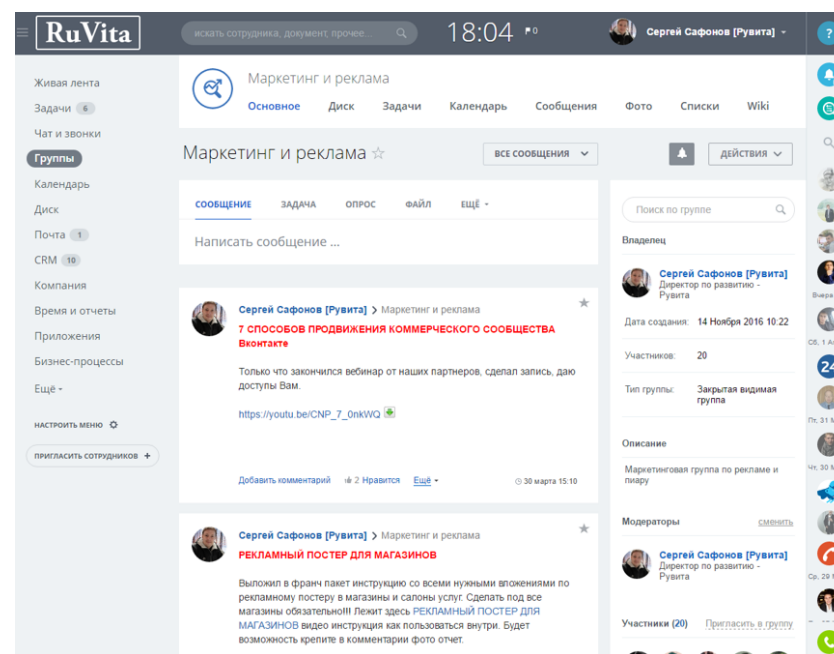 RuVita
искать сотрудника, документ, прочее...
18:04
0
Сергей Сафонов [Рувита]
?
Живая лента
Задачи 6
Чат и звонки
Группы
Календарь
Диск
Почта 1
CRM 10
Компания
Время и отчеты
Приложения
Бизнес-процессы
Ещё
НАСТРОИТЬ МЕНЮ
ПРИГЛАСИТЬ СОТРУДНИКОВ +
Маркетинг и реклама
Основное Диск Задачи Календарь Сообщения Фото Списки Wiki
Маркетинг и реклама
ВСЕ СООБЩЕНИЯ
ДЕЙСТВИЯ
СООБЩЕНИЕ ЗАДАЧА ОПРОС ФАЙЛ ЕЩЁ
Написать сообщение ...
Сергей Сафонов [Рувита] > Маркетинг и реклама
7 СПОСОБОВ ПРОДВИЖЕНИЯ КОММЕРЧЕСКОГО СООБЩЕСТВА
Вконтакте
Только что закончился вебинар от наших партнеров, сделал запись, даю
доступы Вам.
https://youtu.be/CNP_7_0nkWQ
Добавить комментарий 2 Нравится Ещё
30 марта 15:10
Сергей Сафонов [Рувита] > Маркетинг и реклама
РЕКЛАМНЫЙ ПОСТЕР ДЛЯ МАГАЗИНОВ
Выложил в франч пакет инструкцию со всеми нужными вложениями по
рекламному постеру в магазины и салоны услуг. Сделать под все
магазины обязательно!!! Лежит здесь РЕКЛАМНЫЙ ПОСТЕР ДЛЯ
МАГАЗИНОВ видео инструкция как пользоваться внутри. Будет
возможность крепите в комментарии фото отчет.
Поиск по группе
Владелец
Сергей Сафонов [Рувита]
Директор по развитию -
Рувита
Дата создания: 14 Ноября 2016 10:22
Участников: 20
Тип группы: Закрытая видимая
группа
Описание
Маркетинговая группа по рекламе и
пиару
Модераторы сменить
Сергей Сафонов [Рувита]
Директор по развитию -
Рувита
Участники (20) Пригласить в группу
24